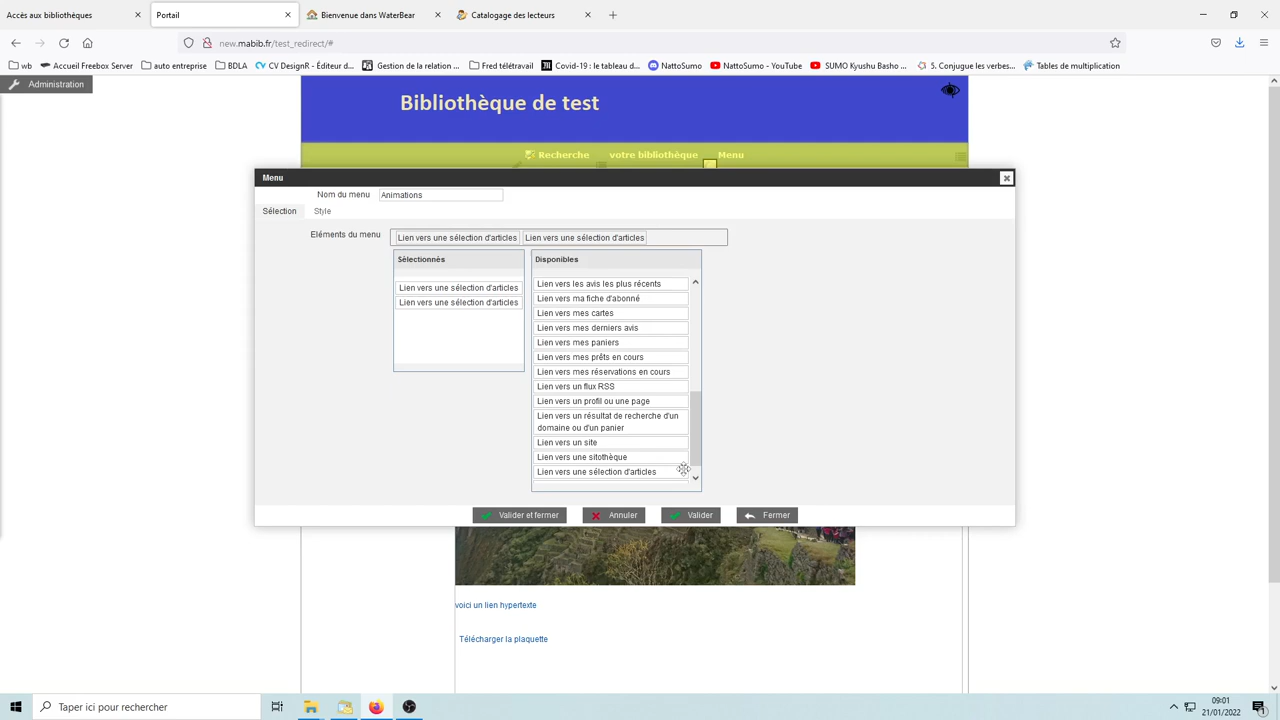 Accès aux bibliothèques
Portail
Bienvenue dans WaterBear
Catalogage des lecteurs
new.mabib.fr/test_redirect/#
wb
Accueil Freebox Server
auto entreprise
BDLA
CV DesignR - Éditeur d...
Gestion de la relation ...
Fred télétravail
Covid-19 : le tableau d...
NattoSumo
NattoSumo - YouTube
SUMO Kyushu Basho ...
5. Conjugue les verbes...
Tables de multiplication
Administration
Bibliothèque de test
Recherche
votre bibliothèque
Menu
Menu
Nom du menu
Animations
Sélection
Style
Eléments du menu
Lien vers une sélection d'articles
Lien vers une sélection d'articles
Sélectionnés
Disponibles
Lien vers une sélection d'articles
Lien vers une sélection d'articles
Lien vers les avis les plus récents
Lien vers ma fiche d'abonné
Lien vers mes cartes
Lien vers mes derniers avis
Lien vers mes paniers
Lien vers mes prêts en cours
Lien vers mes réservations en cours
Lien vers un flux RSS
Lien vers un profil ou une page
Lien vers un résultat de recherche d'un
domaine ou d'un panier
Lien vers un site
Lien vers une sitothèque
Lien vers une sélection d'articles
Valider et fermer
Annuler
Valider
Fermer
voici un lien hypertexte
Télécharger la plaquette
Taper ici pour rechercher
09:01
21/01/2022
1